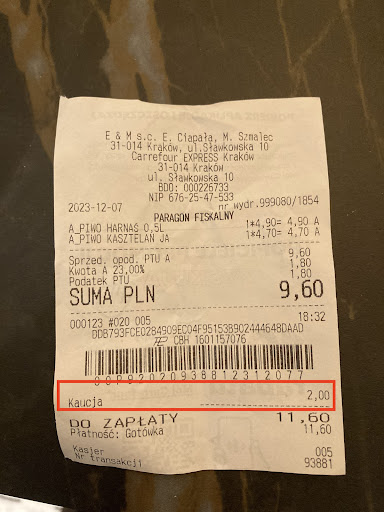 E & M s.c. E. Ciapała, M. Szmalec
31-014 Kraków, ul.Sławkowska 10
Carrefour EXPRESS Kraków
31-014 Kraków
ul. Sławkowska 10
BDO: 000226733
NIP 676-25-47-533
2023-12-07 nr wydr.999080/1854
PARAGON FISKALNY
A_PIWO HARNAŚ 0,5L 1*4,90= 4,90 A
A_PIWO KASZTELAN JA 1*4,70= 4,70 A
Sprzed. opod. PTU A 9,60
Kwota A 23,00% 1,80
Podatek PTU 1,80
SUMA PLN 9,60
000123 #020 005 18:32
DDB793FCE0284909EC04F95153B9C2444648DAAD
CBH 1601157076
Kaucja 2,00
DO ZAPŁATY 11,60
Płatność: Gotówka 11,60
Kasjer 005
Nr transakcji 93881